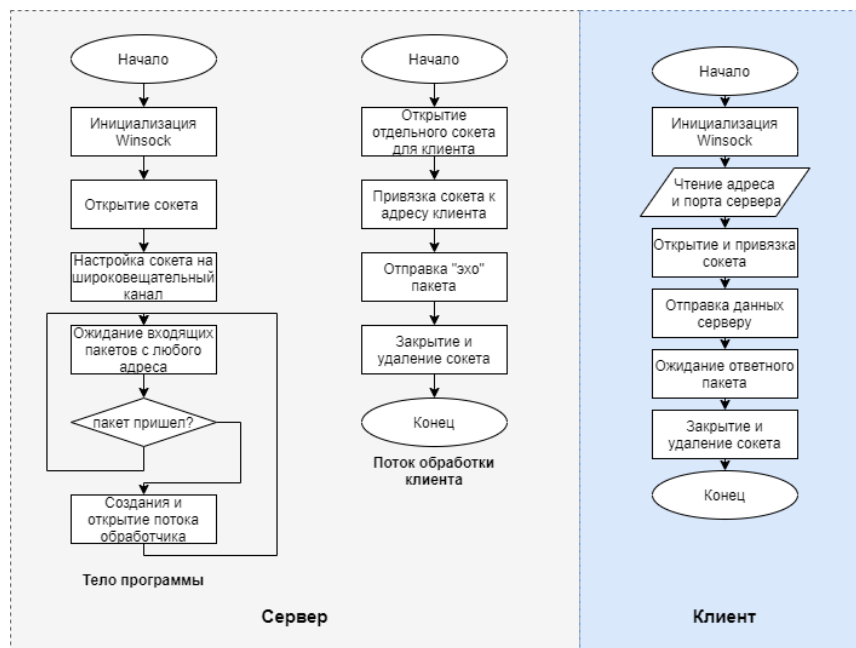 Начало
Инициализация
Winsock
Открытие сокета
Настройка сокета на
широковещательный
канал
Ожидание входящих
пакетов с любого
адреса
пакет пришел?
Создания и
открытие потока
обработчика
Тело программы
Начало
Открытие
отдельного сокета
для клиента
Привязка сокета к
адресу клиента
Отправка "эхо"
пакета
Закрытие и
удаление сокета
Конец
Поток обработки
клиента
Сервер
Начало
Инициализация
Winsock
Чтение адреса
и порта сервера
Открытие и привязка
сокета
Отправка данных
серверу
Ожидание ответного
пакета
Закрытие и
удаление сокета
Конец
Клиент